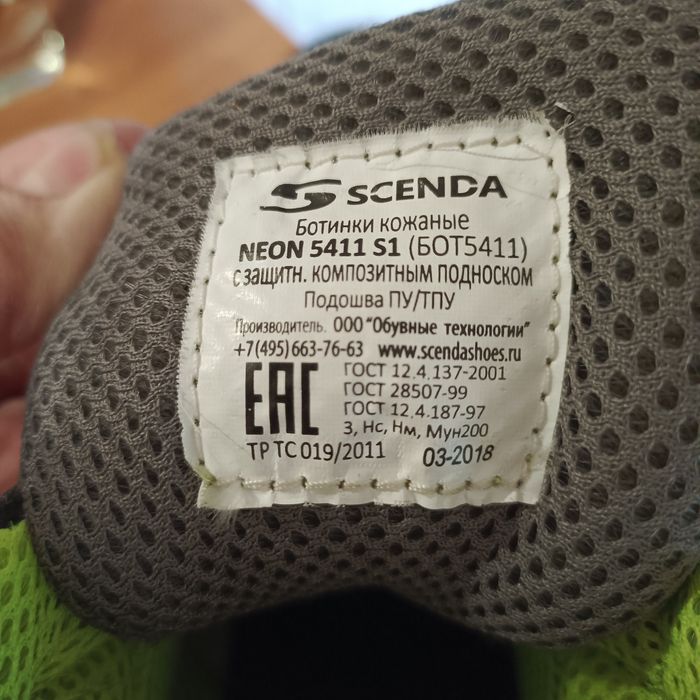 SCENDA
Ботинки кожаные
NEON 5411 S1 (БОТ5411)
с защитн. композитным подноском
Подошва ПУ/ТПУ
Производитель. ООО "Обувные технологии"
+7(495)663-76-63 www.scendashoes.ru
EAC
ГОСТ 12.4.137-2001
ГОСТ 28507-99
ГОСТ 12.4.187-97
З, Нс, Нм, Мун200
ТР ТС 019/2011 03-2018